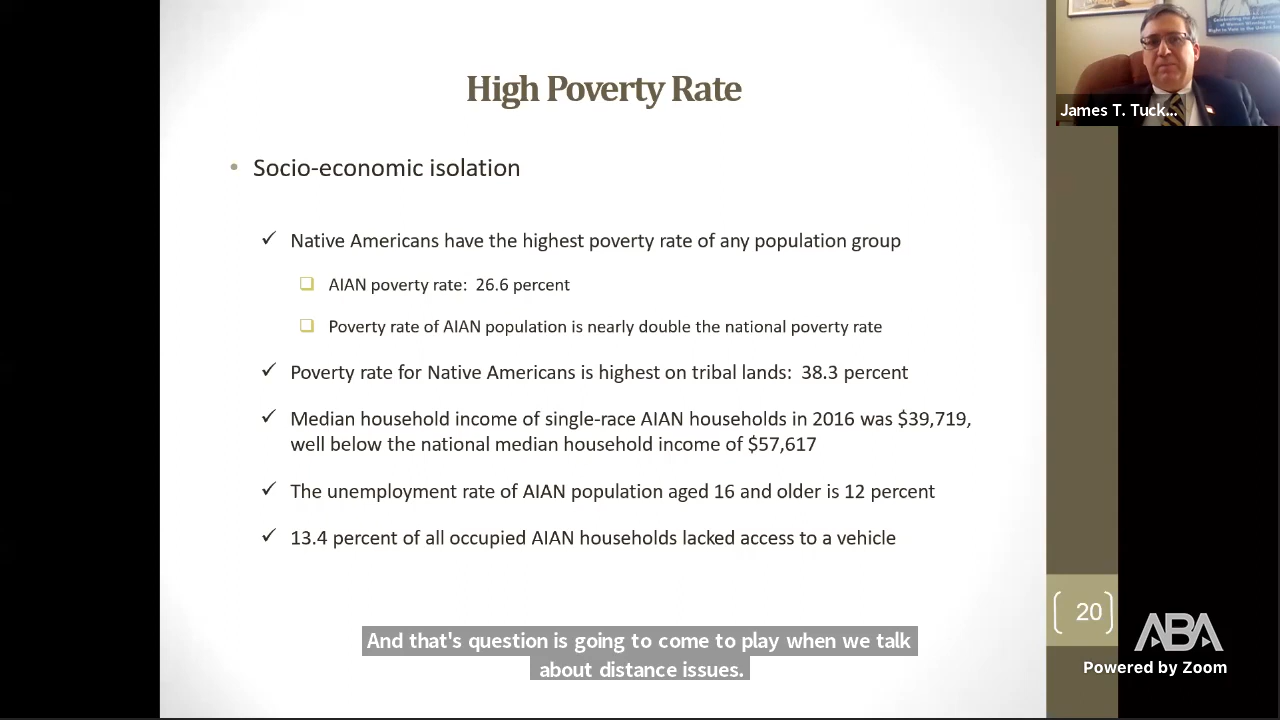 High Poverty Rate
• Socio-economic isolation
✓ Native Americans have the highest poverty rate of any population group
❑ AIAN poverty rate: 26.6 percent
❑ Poverty rate of AIAN population is nearly double the national poverty rate
✓ Poverty rate for Native Americans is highest on tribal lands: 38.3 percent
✓ Median household income of single-race AIAN households in 2016 was $39,719,
well below the national median household income of $57,617
✓ The unemployment rate of AIAN population aged 16 and older is 12 percent
✓ 13.4 percent of all occupied AIAN households lacked access to a vehicle
And that's question is going to come to play when we talk
about distance issues.
James T. Tuck...
20
ABA
Powered by Zoom